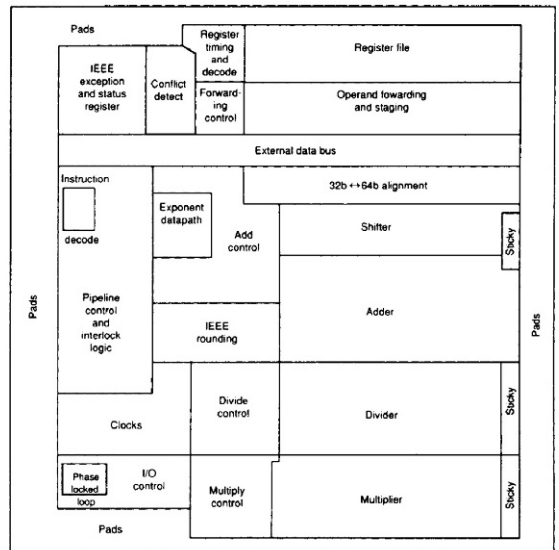 Pads
IEEE
exception
and status
register
Conflict
detect
Register
timing
and
decode
Register file
Forward-
ing
control
Operand fowarding
and staging
External data bus
Instruction
decode
Exponent
datapath
Add
control
32b ↔64b alignment
Shifter
Sticky
Pipeline
control
and
interlock
logic
Pads
Adder
Pads
IEEE
rounding
Clocks
Divide
control
Divider
Sticky
Phase
locked
loop
I/O
control
Multiply
control
Multiplier
Sticky
Pads